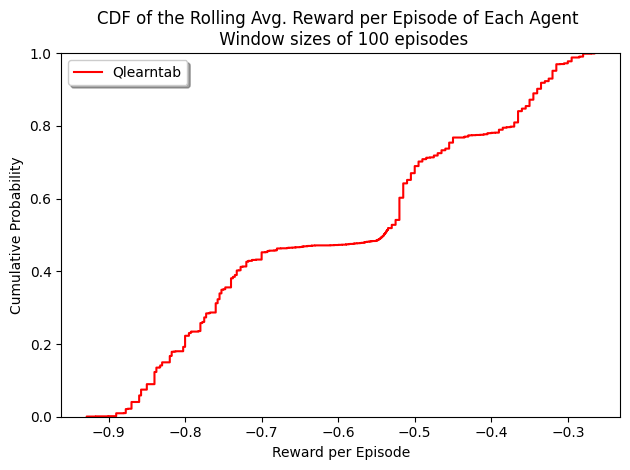 CDF of the Rolling Avg. Reward per Episode of Each Agent
Window sizes of 100 episodes
Qlearntab
Cumulative Probability
1.0
0.8
0.6
0.4
0.2
0.0
−0.9
−0.8
−0.7
−0.6
−0.5
−0.4
−0.3
Reward per Episode